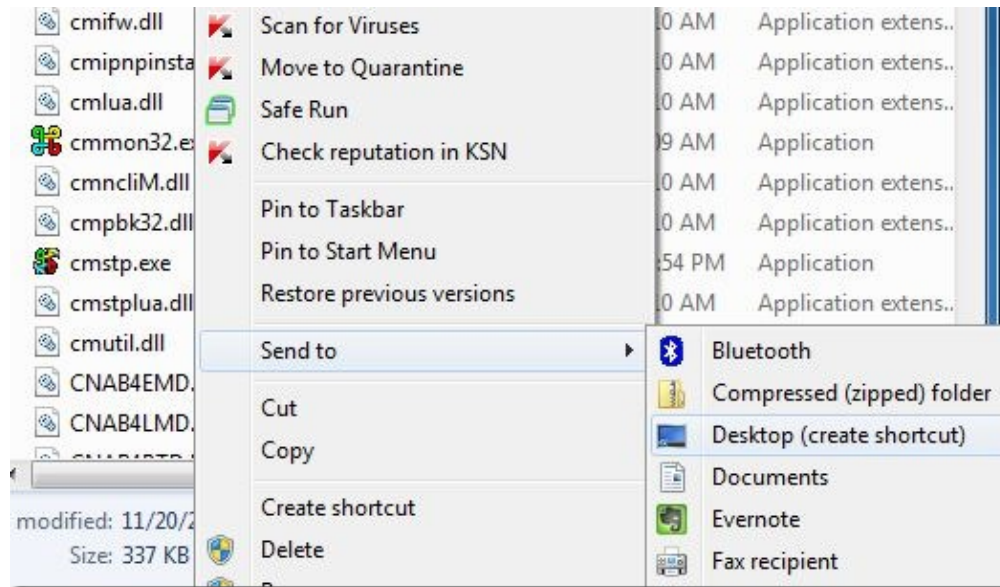 cmifw.dll
Scan for Viruses
0 AM Application extens..
cmipnpinsta
Move to Quarantine
0 AM Application extens..
cmlua.dll
Safe Run
0 AM Application extens..
cmmon32.e
Check reputation in KSN
09 AM Application
cmncliM.dll
0 AM Application extens..
cmpbk32.dll
Pin to Taskbar
0 AM Application extens..
cmstp.exe
Pin to Start Menu
:54 PM Application
cmstplua.dll
Restore previous versions
0 AM Application extens..
cmutil.dll
Send to
Bluetooth
CNAB4EMD.
Compressed (zipped) folder
CNAB4LMD.
Cut
Desktop (create shortcut)
Copy
Documents
Create shortcut
Evernote
modified: 11/20/2
Size: 337 KB
Delete
Fax recipient